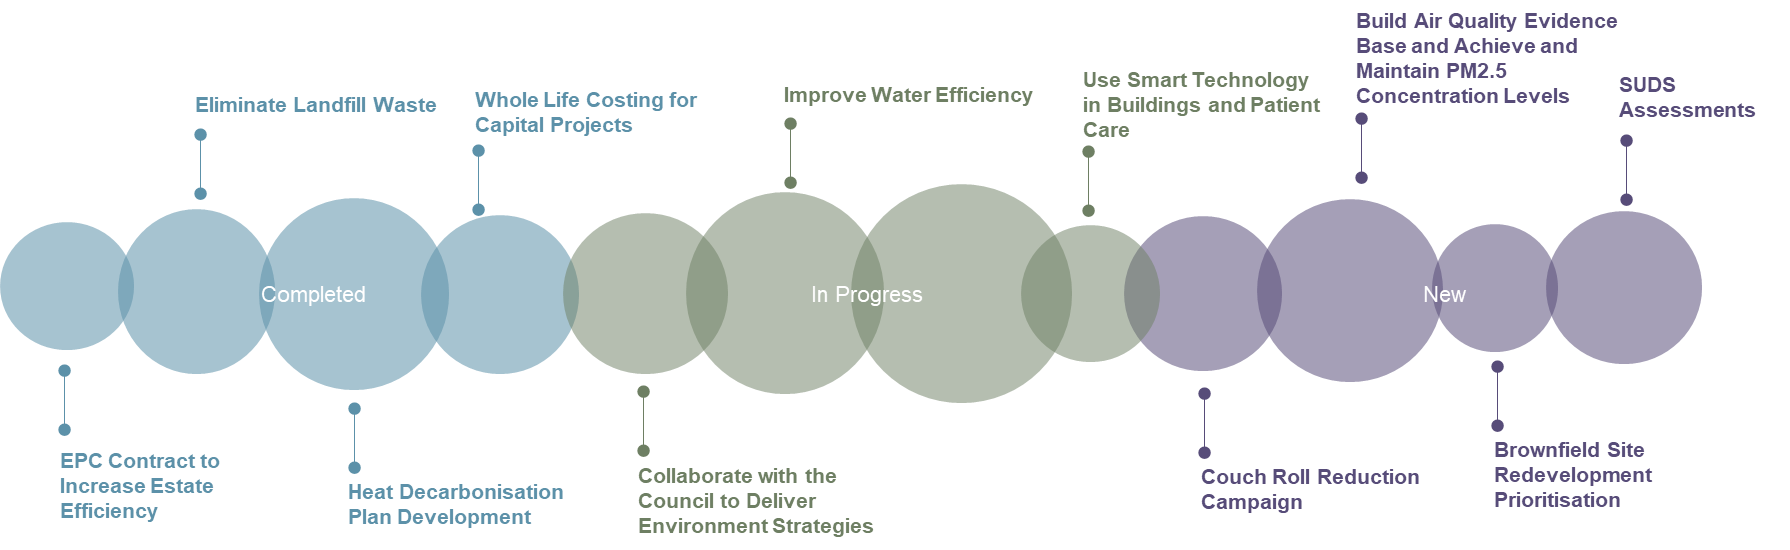 Eliminate Landfill Waste
Whole Life Costing for
Capital Projects
Improve Water Efficiency
Use Smart Technology
in Buildings and Patient
Care
Build Air Quality Evidence
Base and Achieve and
Maintain PM2.5
Concentration Levels
SUDS
Assessments
Completed
In Progress
New
EPC Contract to
Increase Estate
Efficiency
Heat Decarbonisation
Plan Development
Collaborate with the
Council to Deliver
Environment Strategies
Couch Roll Reduction
Campaign
Brownfield Site
Redevelopment
Prioritisation